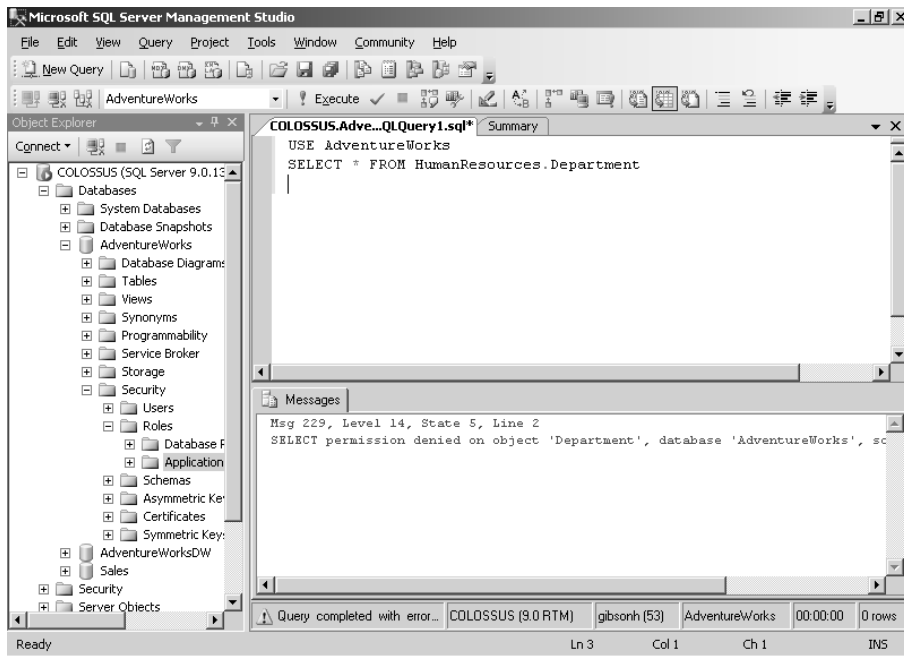 Microsoft SQL Server Management Studio
File Edit View Query Project Tools Window Community Help
New Query
AdventureWorks Execute
Object Explorer
Connect
COLOSSUS (SQL Server 9.0.13
Databases
System Databases
Database Snapshots
AdventureWorks
Database Diagrams
Tables
Views
Synonyms
Programmability
Service Broker
Storage
Security
Users
Roles
Database R
Application
Schemas
Asymmetric Key
Certificates
Symmetric Keys
AdventureWorksDW
Sales
Security
Server Objects
COLOSSUS.Adve...QLQuery1.sql* Summary
USE AdventureWorks
SELECT * FROM HumanResources.Department
Messages
Msg 229, Level 14, State 5, Line 2
SELECT permission denied on object 'Department', database 'AdventureWorks', sc
Query completed with error... COLOSSUS (9.0 RTM) gibsonh (53) AdventureWorks 00:00:00 0 rows
Ready Ln 3 Col 1 Ch 1 INS